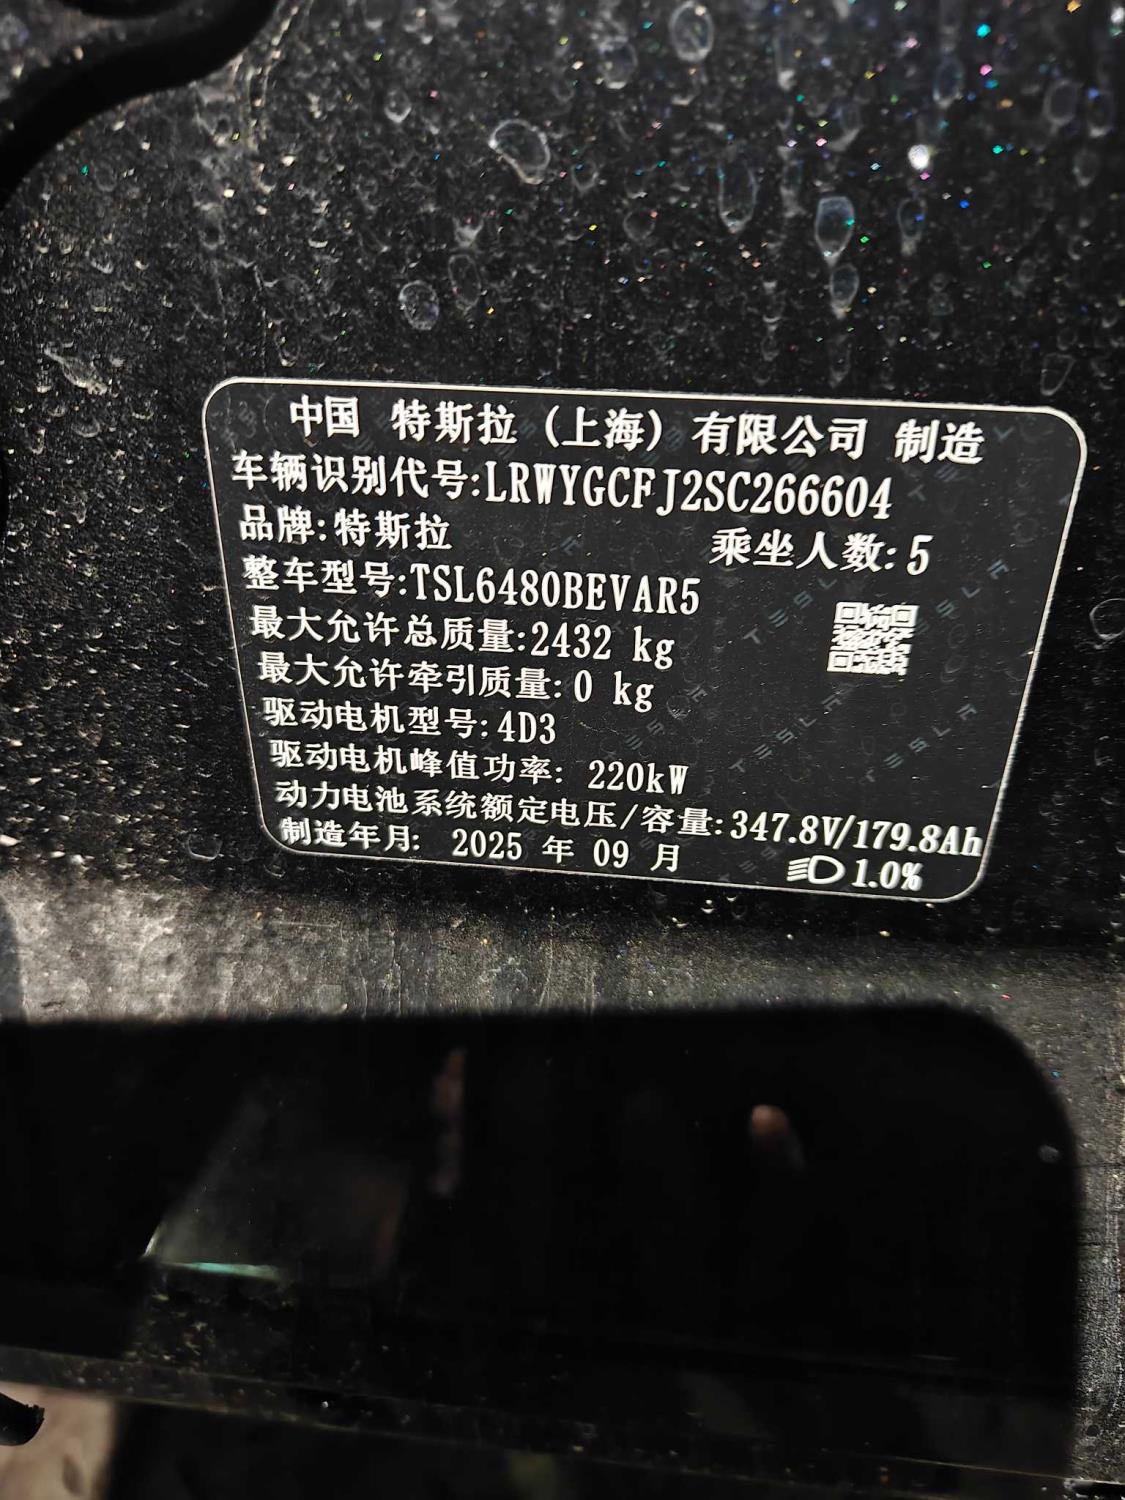 中国 特斯拉（上海）有限公司 制造
车辆识别代号:LRWYGCFJ2SC266604
品牌:特斯拉 乘坐人数:5
整车型号:TSL6480BEVAR5
最大允许总质量:2432 kg
最大允许牵引质量: 0 kg
驱动电机型号: 4D3
驱动电机峰值功率: 220kW
动力电池系统额定电压/容量:347.8V/179.8Ah
制造年月: 2025 年 09 月 1.0%
TESLA
TESLA
TESLA
TESLA